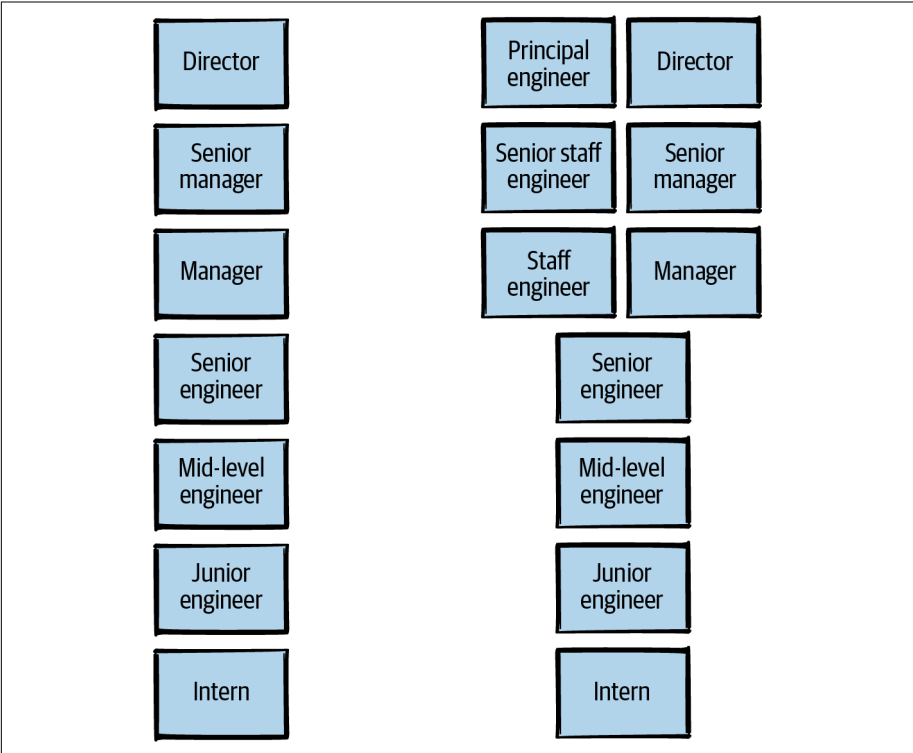 Director
Senior
manager
Manager
Senior
engineer
Mid-level
engineer
Junior
engineer
Intern
Principal
engineer
Director
Senior staff
engineer
Senior
manager
Staff
engineer
Manager
Senior
engineer
Mid-level
engineer
Junior
engineer
Intern